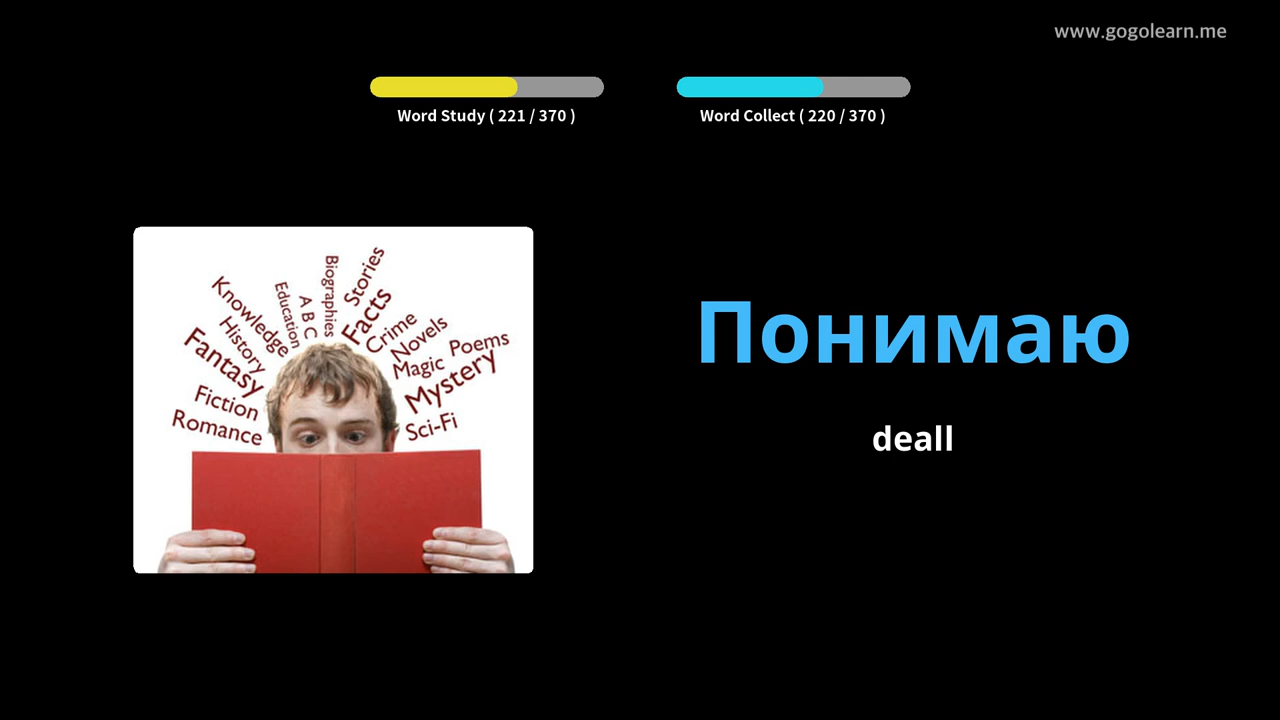 www.gogolearn.me
Word Study ( 221 / 370 )
Word Collect ( 220 / 370 )
Knowledge
History
Fantasy
Fiction
Romance
Education
A B C
Biographies
Stories
Facts
Crime
Novels
Magic
Poems
Mystery
Sci-Fi
Понимаю
deall